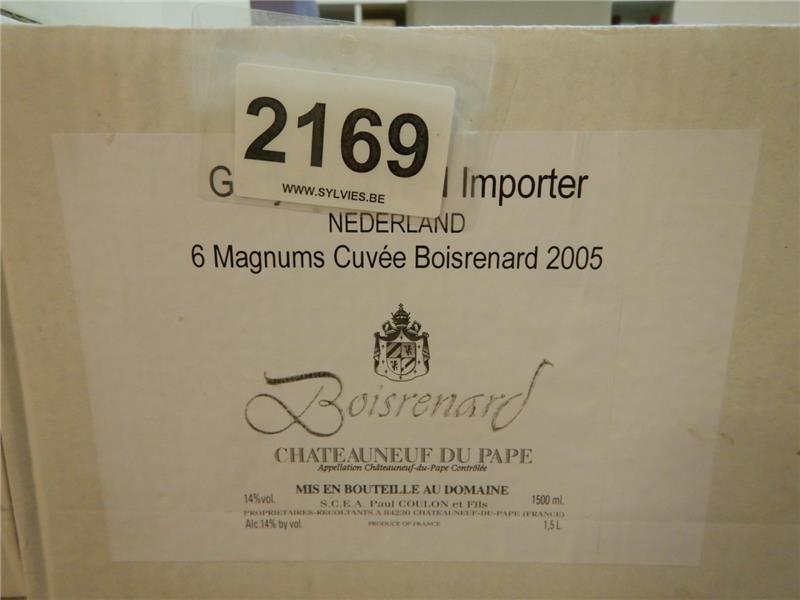 2169
WWW.SYLVIES.BE
Importer
NEDERLAND
6 Magnums Cuvée Boisrenard 2005
Boisrenard
CHATEAUNEUF DU PAPE
Appellation Châteauneuf-du-Pape Contrôlée
MIS EN BOUTEILLE AU DOMAINE
14%vol. S.C.E.A. Paul COULON et Fils 1500 ml.
PROPRIETAIRES-RECOLTANTS A 84230 CHATEAUNEUF-DU-PAPE (FRANCE)
Alc.14% by vol. PRODUCE OF FRANCE 1,5 L.